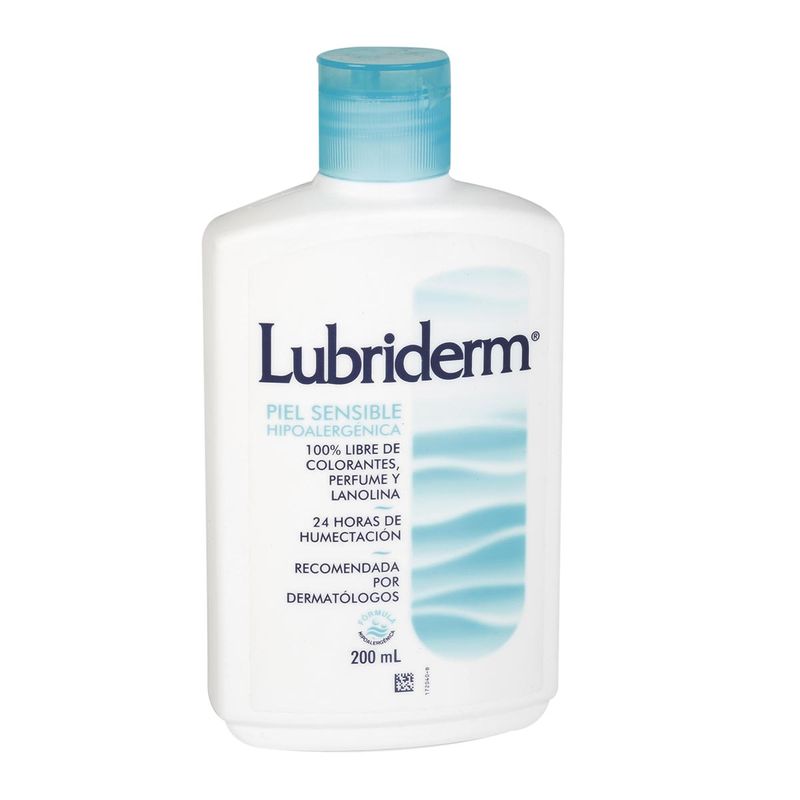 Lubriderm®
PIEL SENSIBLE
HIPOALERGÉNICA*
100% LIBRE DE
COLORANTES,
PERFUME Y
LANOLINA
24 HORAS DE
HUMECTACIÓN
RECOMENDADA
POR
DERMATÓLOGOS
FÓRMULA
HIPOALERGÉNICA
200 mL